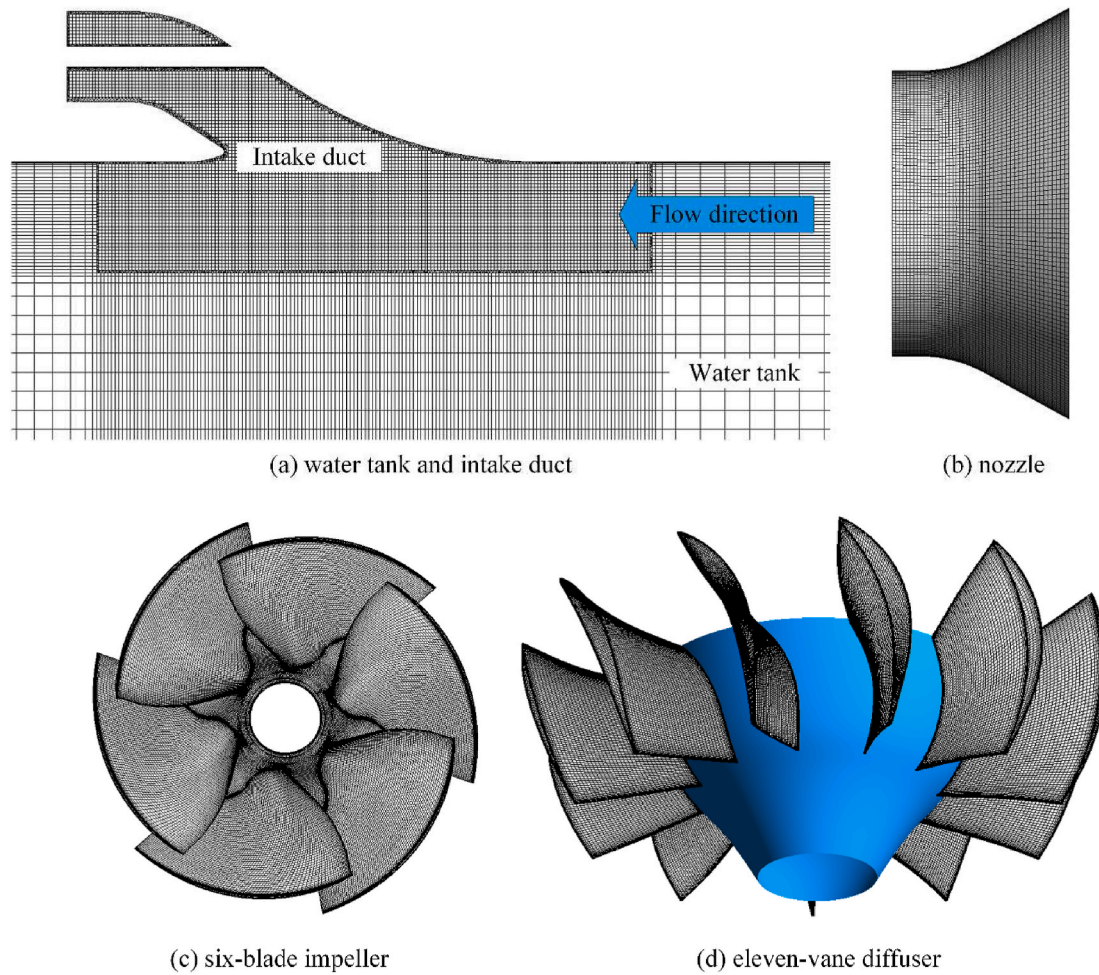 Intake duct
Flow direction
Water tank
(a) water tank and intake duct
(b) nozzle
(c) six-blade impeller
(d) eleven-vane diffuser